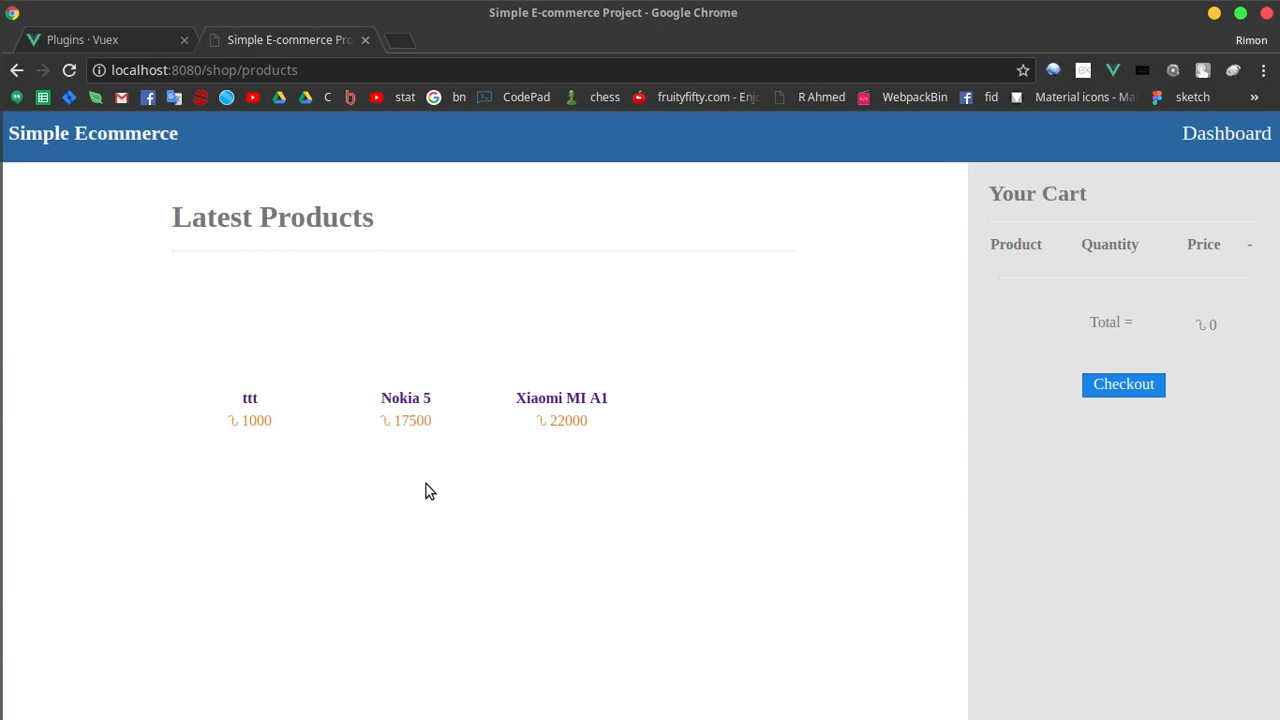 Simple E-commerce Project - Google Chrome
Plugins · Vuex
Simple E-commerce Pro
Rimon
localhost:8080/shop/products
C
stat
bn
CodePad
chess
fruityfifty.com - Enjo
R Ahmed
WebpackBin
fid
Material icons - Ma
sketch
»
Simple Ecommerce
Dashboard
Latest Products
ttt
Nokia 5
Xiaomi MI A1
৳ 1000
৳ 17500
৳ 22000
Your Cart
Product Quantity Price -
Total = ৳ 0
Checkout